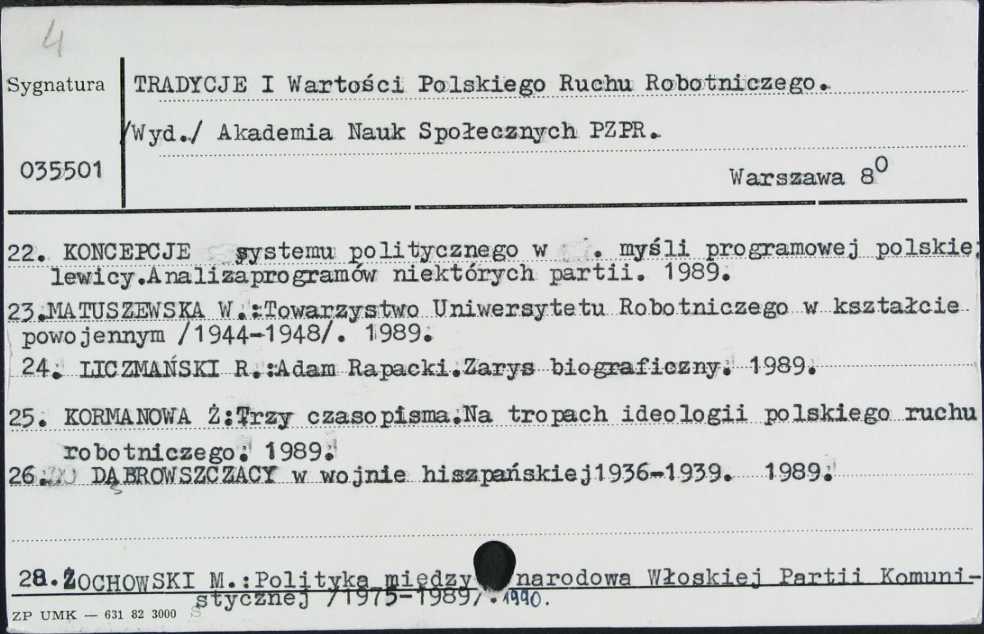 4
Sygnatura
TRADYCJE I Wartości Polskiego Ruchu Robotniczego.
/Wyd./ Akademia Nauk Społecznych PZPR.
035501
Warszawa 8⁰
22. KONCEPCJE systemu politycznego w . myśli programowej polskiej
lewicy.Analizaprogramów niektórych partii. 1989.
23.MATUSZEWSKA W.:Towarzystwo Uniwersytetu Robotniczego w kształcie
powojennym /1944-1948/. 1989.
24. LICZMAŃSKI R.:Adam Rapacki.Zarys biograficzny. 1989.
25. KORMANOWA Ż:Trzy czasopisma.Na tropach ideologii polskiego ruchu
robotniczego. 1989.
26. DĄBROWSZCZACY w wojnie hiszpańskiej1936-1939. 1989.
28.ŻOCHOWSKI M.:Polityka między narodowa Włoskiej Partii Komuni-
stycznej /1975-1989/.1990.
ZP UMK — 631 82 3000